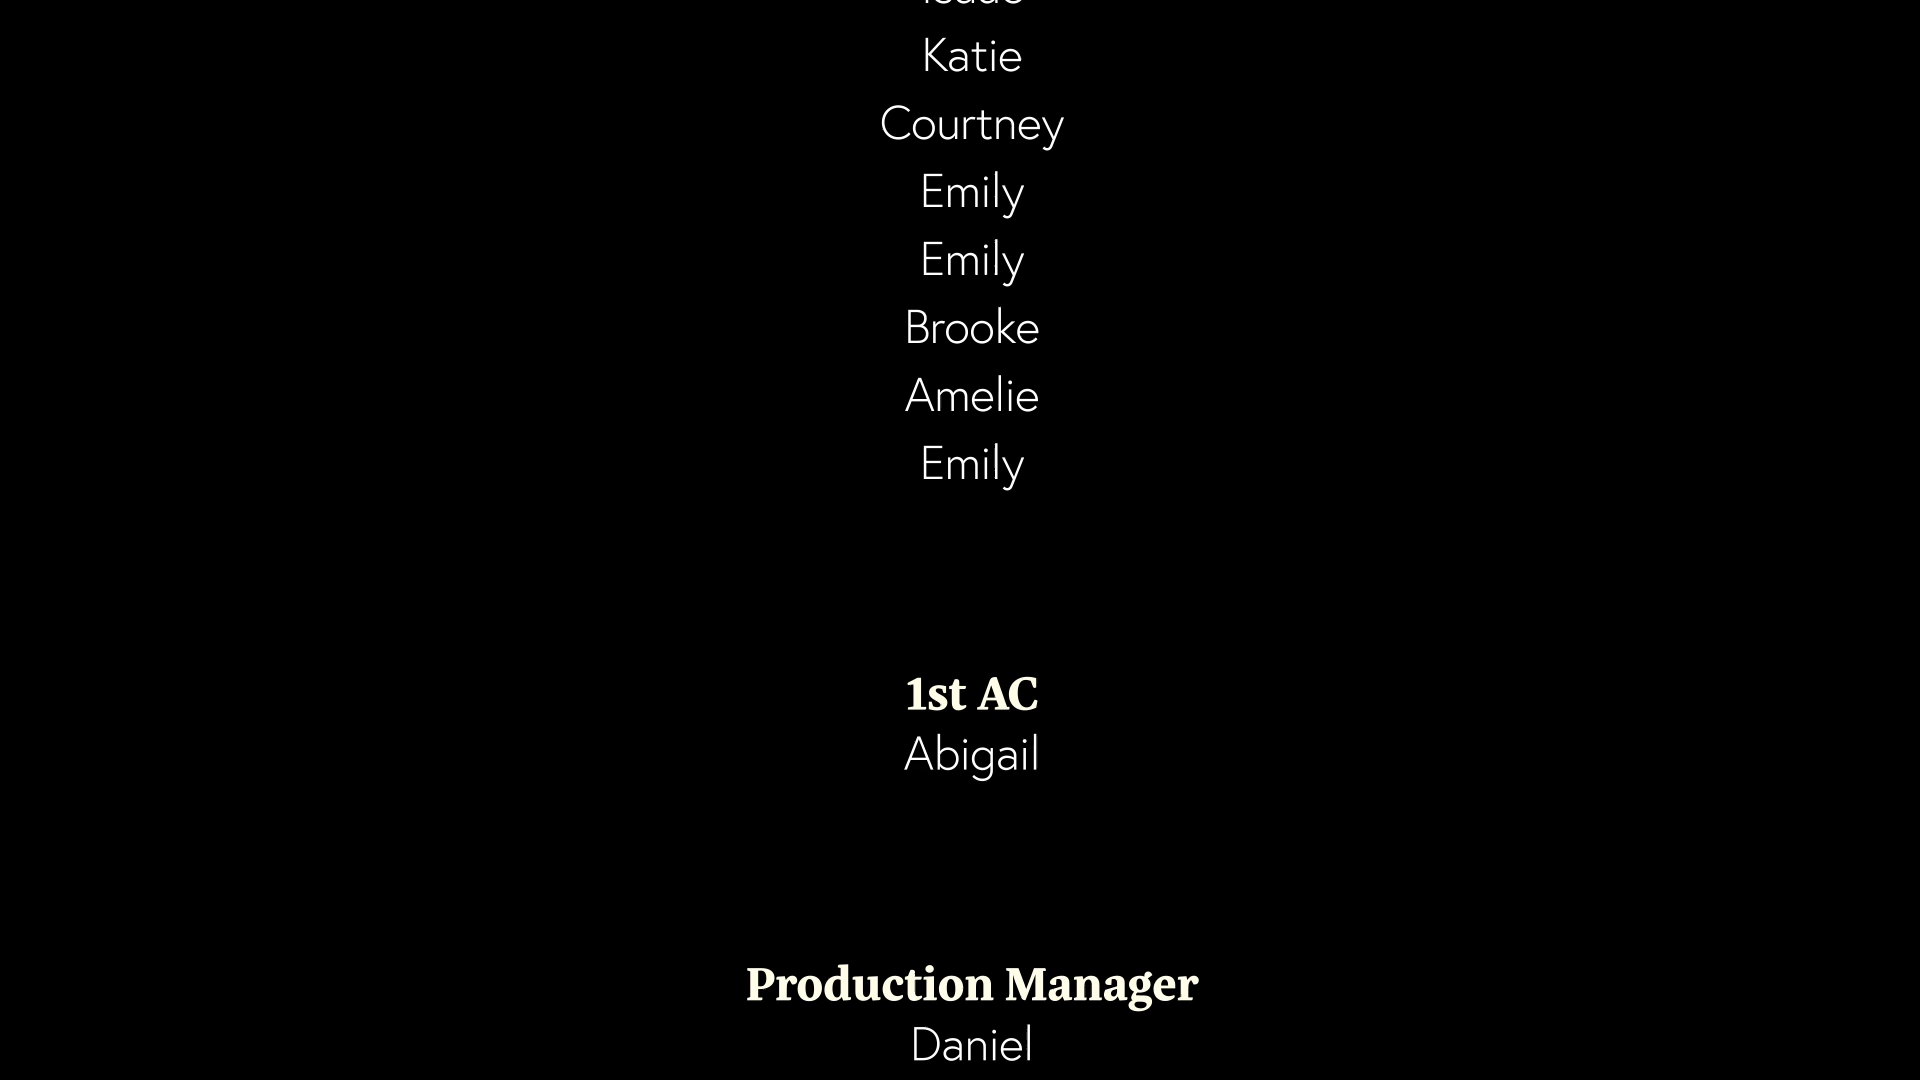 Katie
Courtney
Emily
Emily
Brooke
Amelie
Emily
1st AC
Abigail
Production Manager
Daniel